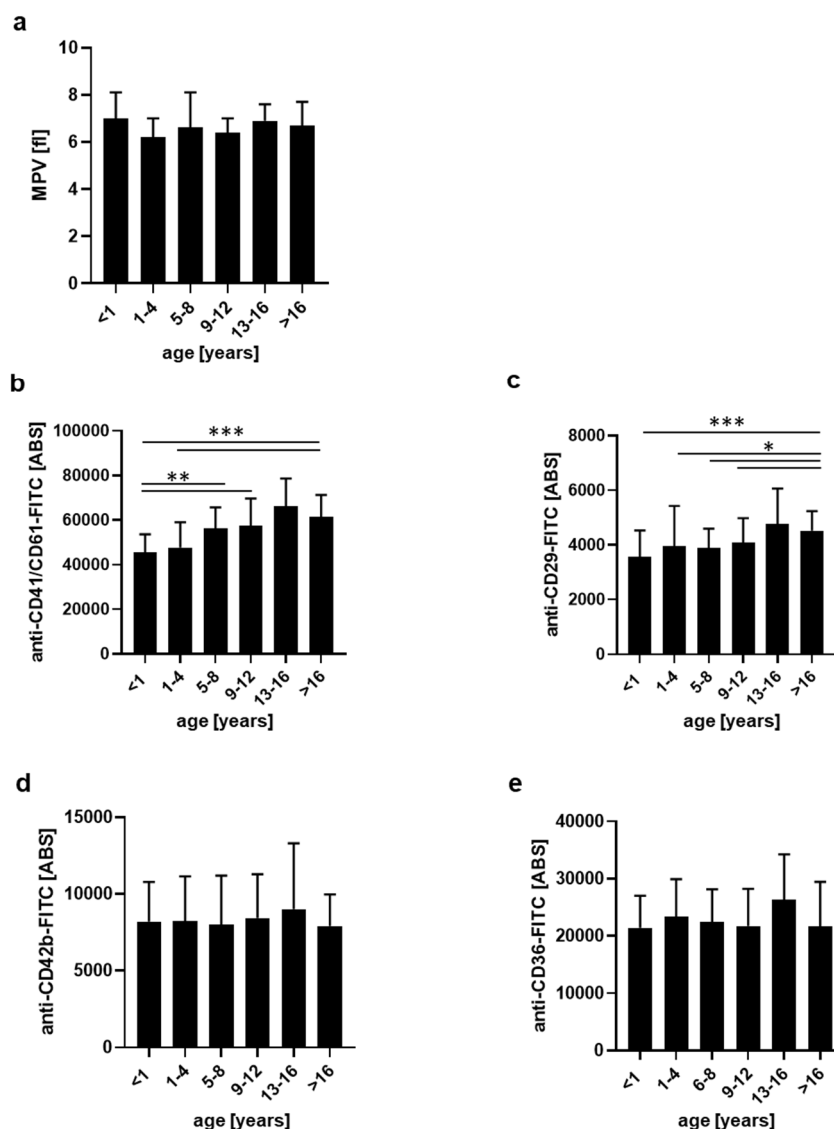 a
MPV [fl]
10
8
6
4
2
0
<1 1-4 5-8 9-12 13-16 >16
age [years]
b
anti-CD41/CD61-FITC [ABS]
100000
80000
60000
40000
20000
0
***
**
<1 1-4 5-8 9-12 13-16 >16
age [years]
c
anti-CD29-FITC [ABS]
8000
6000
4000
2000
0
***
*
<1 1-4 5-8 9-12 13-16 >16
age [years]
d
anti-CD42b-FITC [ABS]
15000
10000
5000
0
<1 1-4 5-8 9-12 13-16 >16
age [years]
e
anti-CD36-FITC [ABS]
40000
30000
20000
10000
0
<1 1-4 6-8 9-12 13-16 >16
age [years]